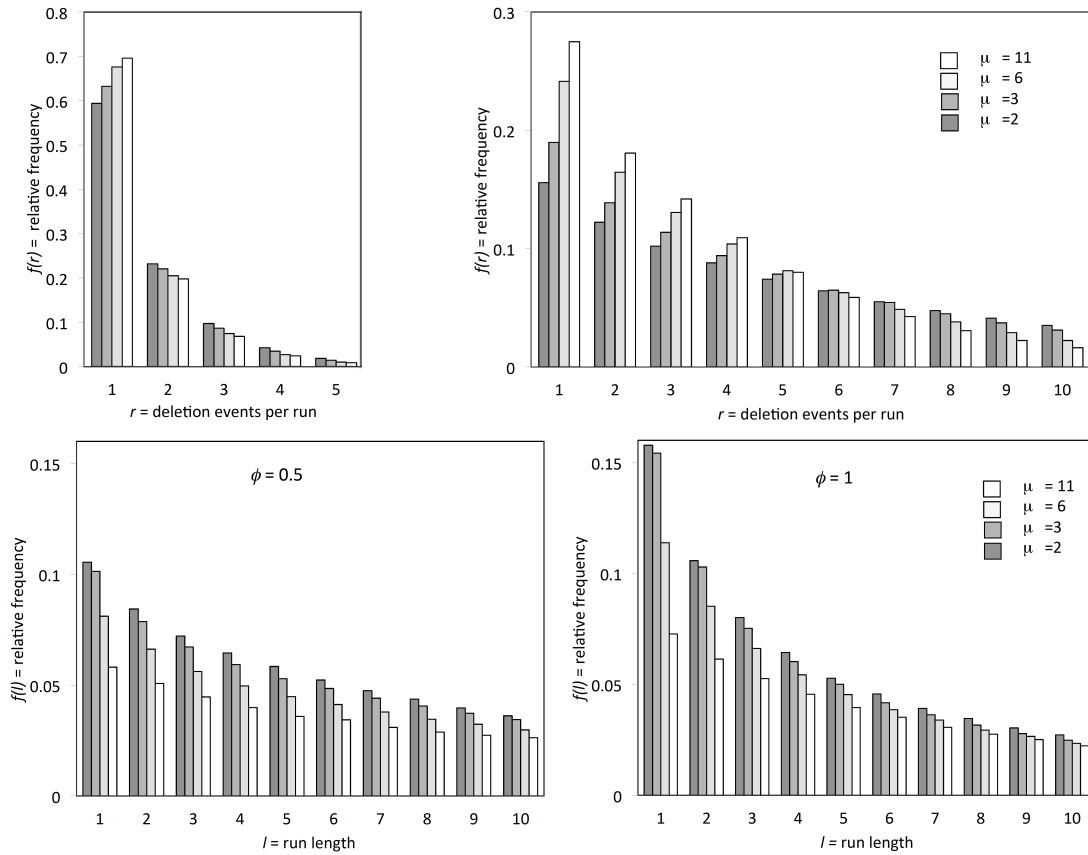 0.8
0.7
0.6
0.5
0.4
0.3
0.2
0.1
0
f(r) = relative frequency
1 2 3 4 5
r = deletion events per run
0.3
0.2
0.1
0
f(r) = relative frequency
μ = 11
μ = 6
μ =3
μ =2
1 2 3 4 5 6 7 8 9 10
r = deletion events per run
0.15
0.1
0.05
0
f(l) = relative frequency
ϕ = 0.5
1 2 3 4 5 6 7 8 9 10
l = run length
0.15
0.1
0.05
0
f(l) = relative frequency
ϕ = 1
μ = 11
μ = 6
μ =3
μ =2
1 2 3 4 5 6 7 8 9 10
l = run length